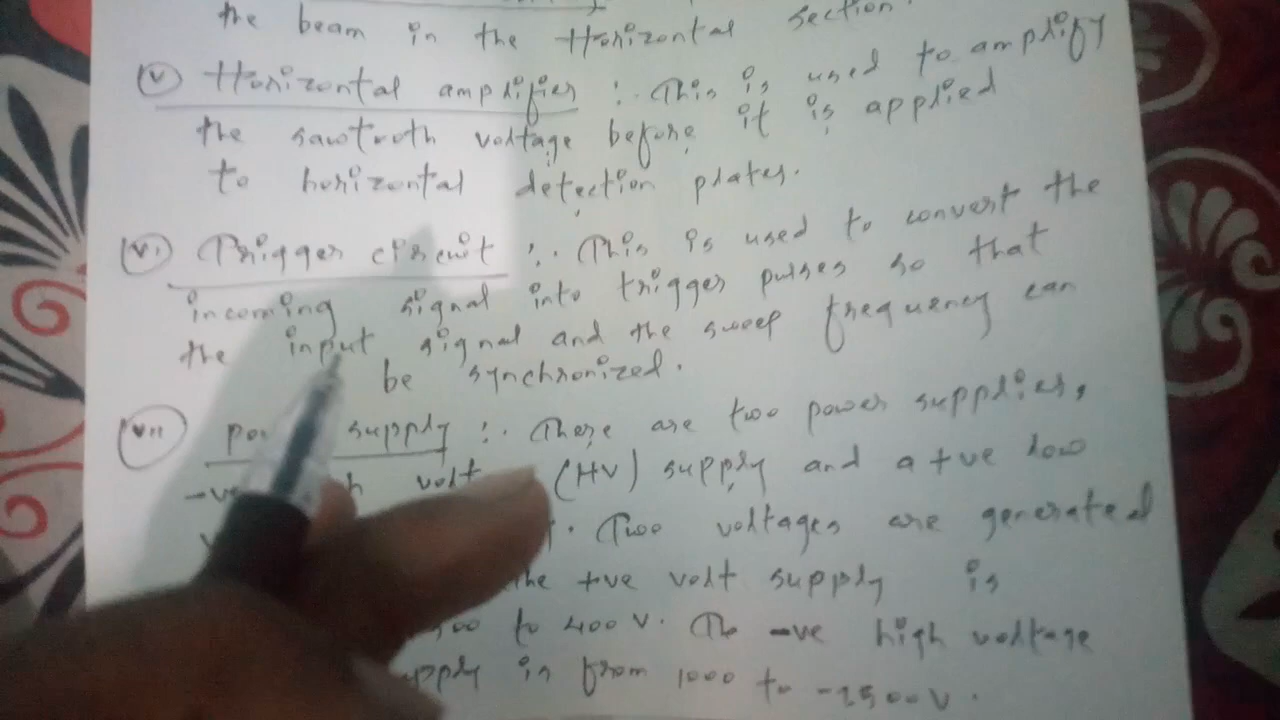 the beam in the Horizontal section.
(v) Horizontal amplifier :- This is used to amplify
the sawtooth voltage before it is applied
to horizontal detection plates.
(vi) Trigger circuit :- This is used to convert the
incoming signal into trigger pulses so that
the input signal and the sweep frequency can
be synchronized.
(vii) supply :- There are two power supplies,
-ve volt (HV) supply and a +ve low
Two voltages are generated
the +ve volt supply is
to 400 V. The -ve high voltage
is from 1000 to -1500V.